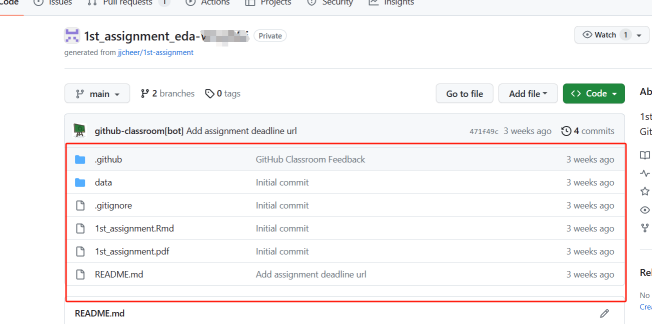 Code Issues Pull requests 1 Actions Projects Security Insights
1st_assignment_eda- Private
Watch 1
generated from jjcheer/1st-assignment
main 2 branches 0 tags Go to file Add file Code
Ab
github-classroom(bot) Add assignment deadline url 471f49c 3 weeks ago 4 commits
1st
Git
.github GitHub Classroom Feedback 3 weeks ago
data Initial commit 3 weeks ago
.gitignore Initial commit 3 weeks ago
1st_assignment.Rmd Initial commit 3 weeks ago
1st_assignment.pdf Initial commit 3 weeks ago
README.md Add assignment deadline url 3 weeks ago
Rel
No
Crea
README.md